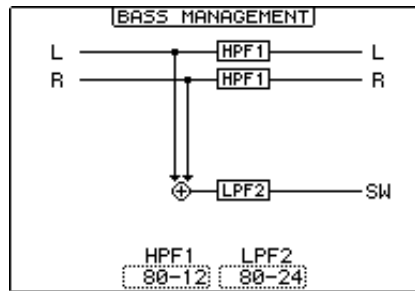 BASS MANAGEMENT
L HPF1 L
R HPF1 R
LPF2 SW
HPF1 LPF2
80-12 80-24